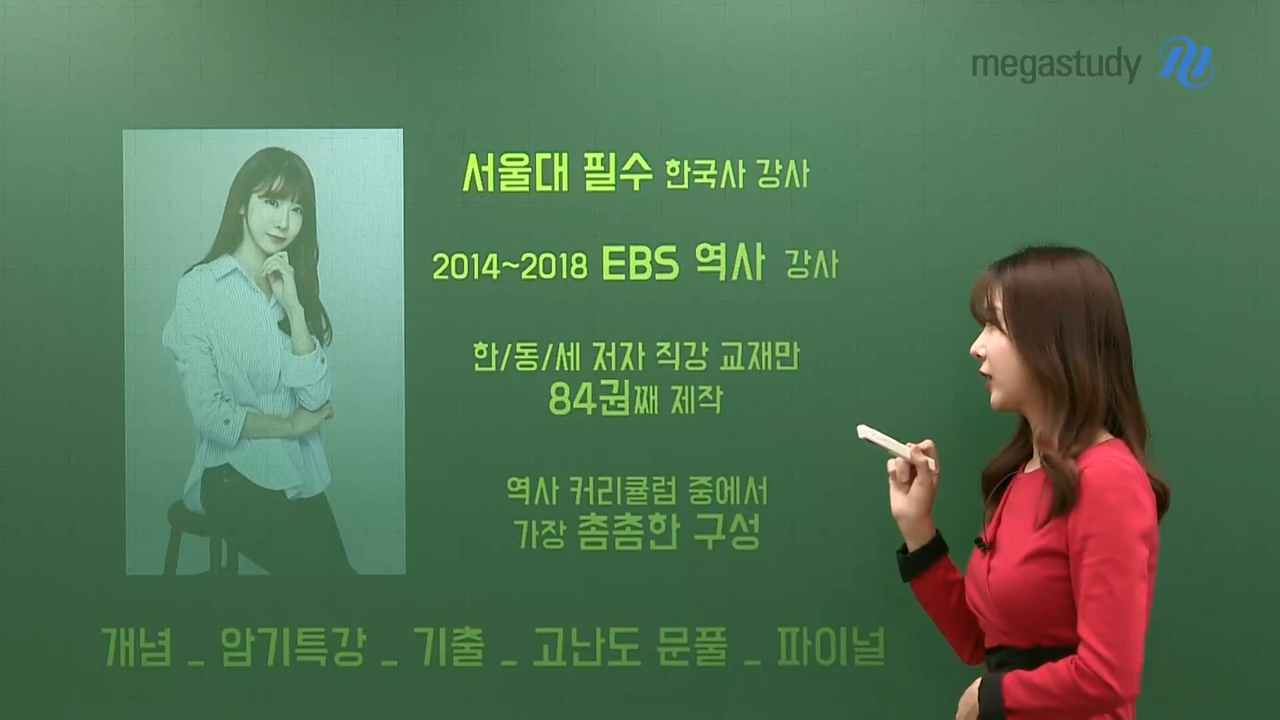 megastudy
서울대 필수 한국사 강사
2014~2018 EBS 역사 강사
한/동/세 저자 직강 교재만
84권째 제작
역사 커리큘럼 중에서
가장 촘촘한 구성
개념 _ 암기특강 _ 기출 _ 고난도 문풀 _ 파이널